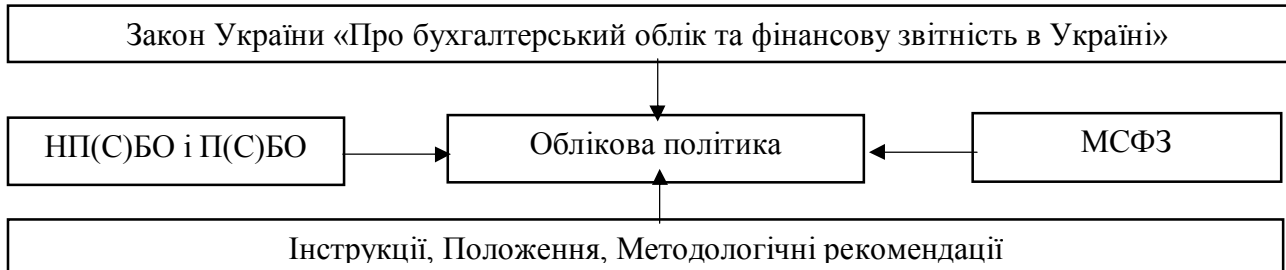 Закон України «Про бухгалтерський облік та фінансову звітність в Україні»
НП(С)БО і П(С)БО
Облікова політика
МСФЗ
Інструкції, Положення, Методологічні рекомендації